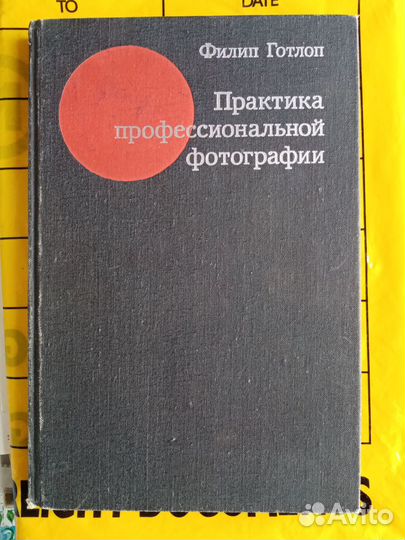 TO
DATE
Филип Готлоп
Практика
профессиональной
фотографии
Avito